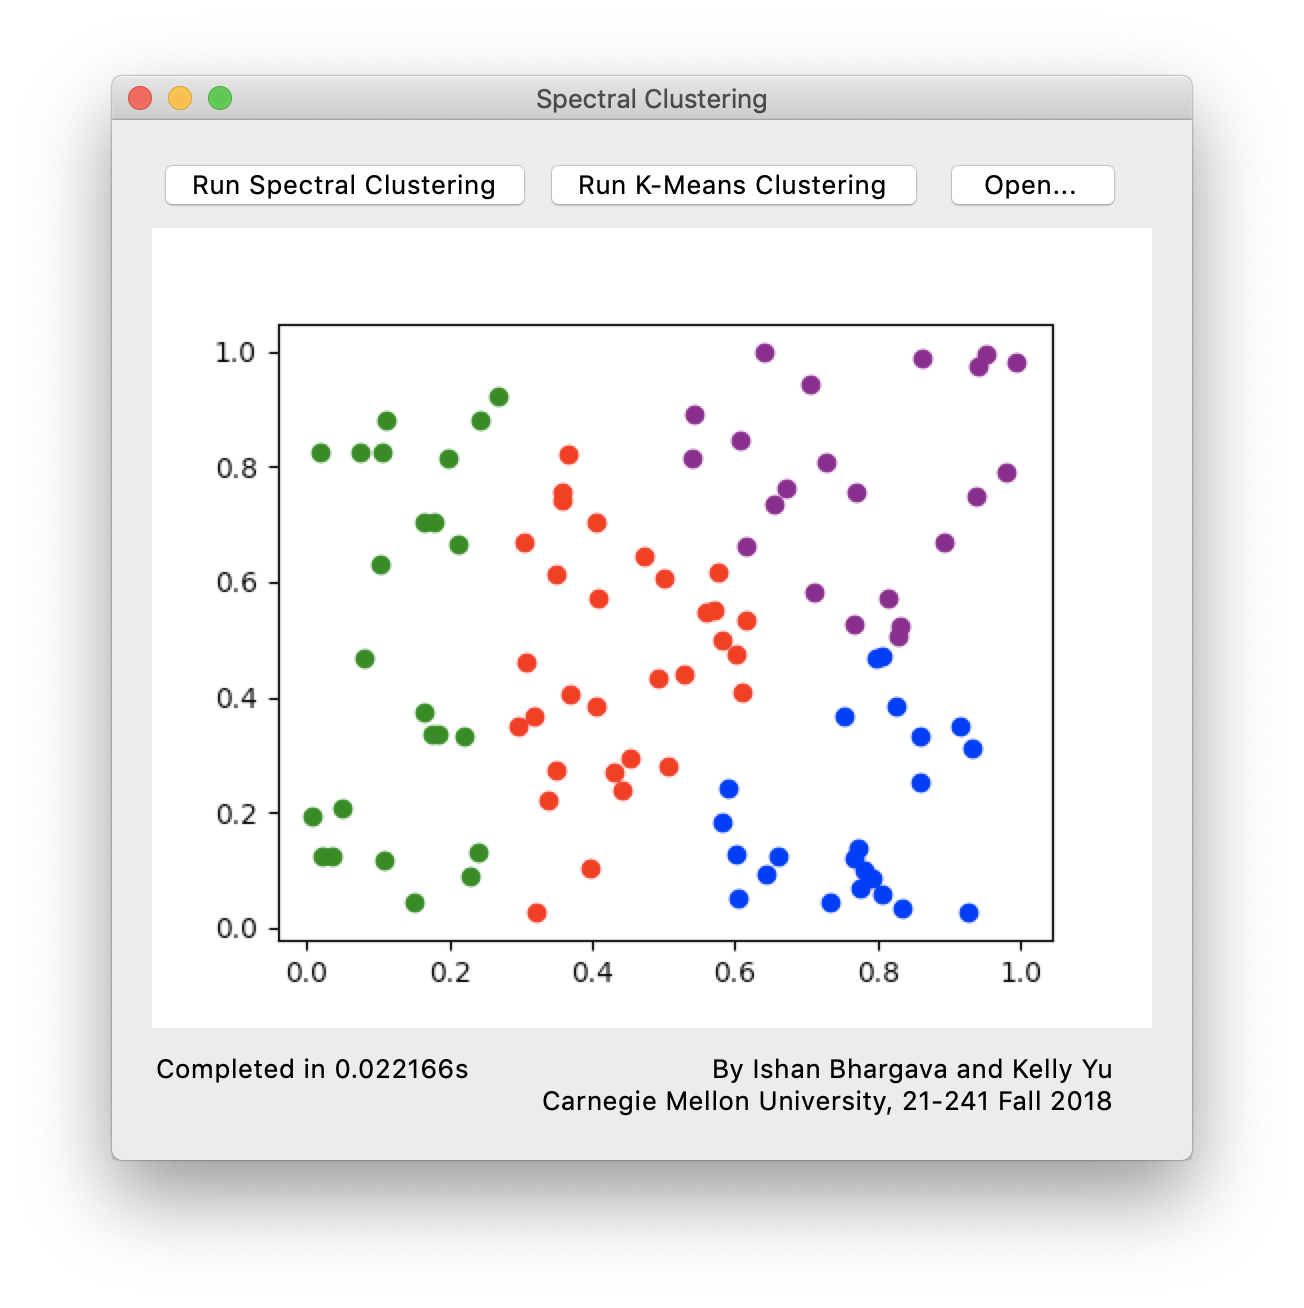 Spectral Clustering
Run Spectral Clustering Run K-Means Clustering Open...
1.0
0.8
0.6
0.4
0.2
0.0
0.0 0.2 0.4 0.6 0.8 1.0
Completed in 0.022166s By Ishan Bhargava and Kelly Yu
Carnegie Mellon University, 21-241 Fall 2018